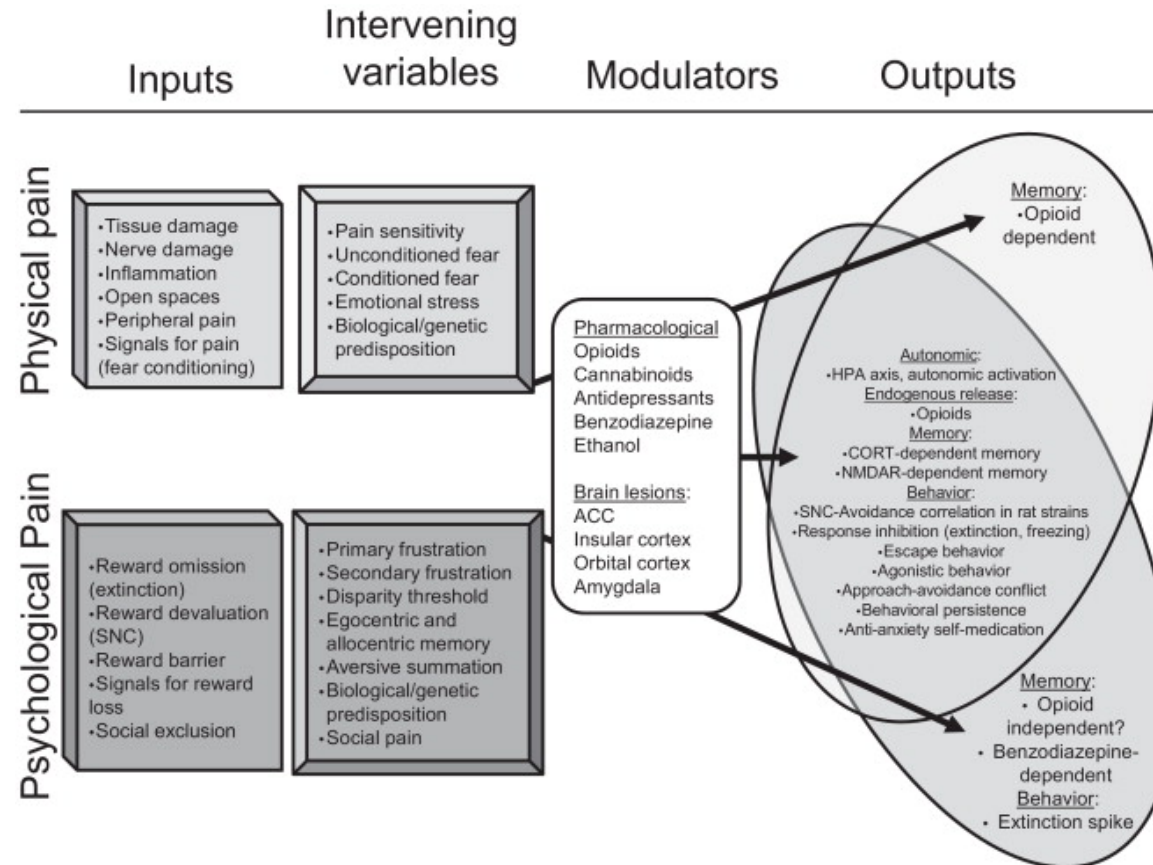 Inputs
Intervening
variables
Modulators
Outputs
Physical pain
•Tissue damage
•Nerve damage
•Inflammation
•Open spaces
•Peripheral pain
•Signals for pain
(fear conditioning)
•Pain sensitivity
•Unconditioned fear
•Conditioned fear
•Emotional stress
•Biological/genetic
predisposition
Psychological Pain
•Reward omission
(extinction)
•Reward devaluation
(SNC)
•Reward barrier
•Signals for reward
loss
•Social exclusion
•Primary frustration
•Secondary frustration
•Disparity threshold
•Egocentric and
allocentric memory
•Aversive summation
•Biological/genetic
predisposition
•Social pain
Pharmacological
Opioids
Cannabinoids
Antidepressants
Benzodiazepine
Ethanol
Brain lesions:
ACC
Insular cortex
Orbital cortex
Amygdala
Memory:
•Opioid
dependent
Autonomic:
•HPA axis, autonomic activation
Endogenous release:
•Opioids
Memory:
•CORT-dependent memory
•NMDAR-dependent memory
Behavior:
•SNC-Avoidance correlation in rat strains
•Response inhibition (extinction, freezing)
•Escape behavior
•Agonistic behavior
•Approach-avoidance conflict
•Behavioral persistence
•Anti-anxiety self-medication
Memory:
• Opioid
independent?
• Benzodiazepine-
dependent
Behavior:
• Extinction spike